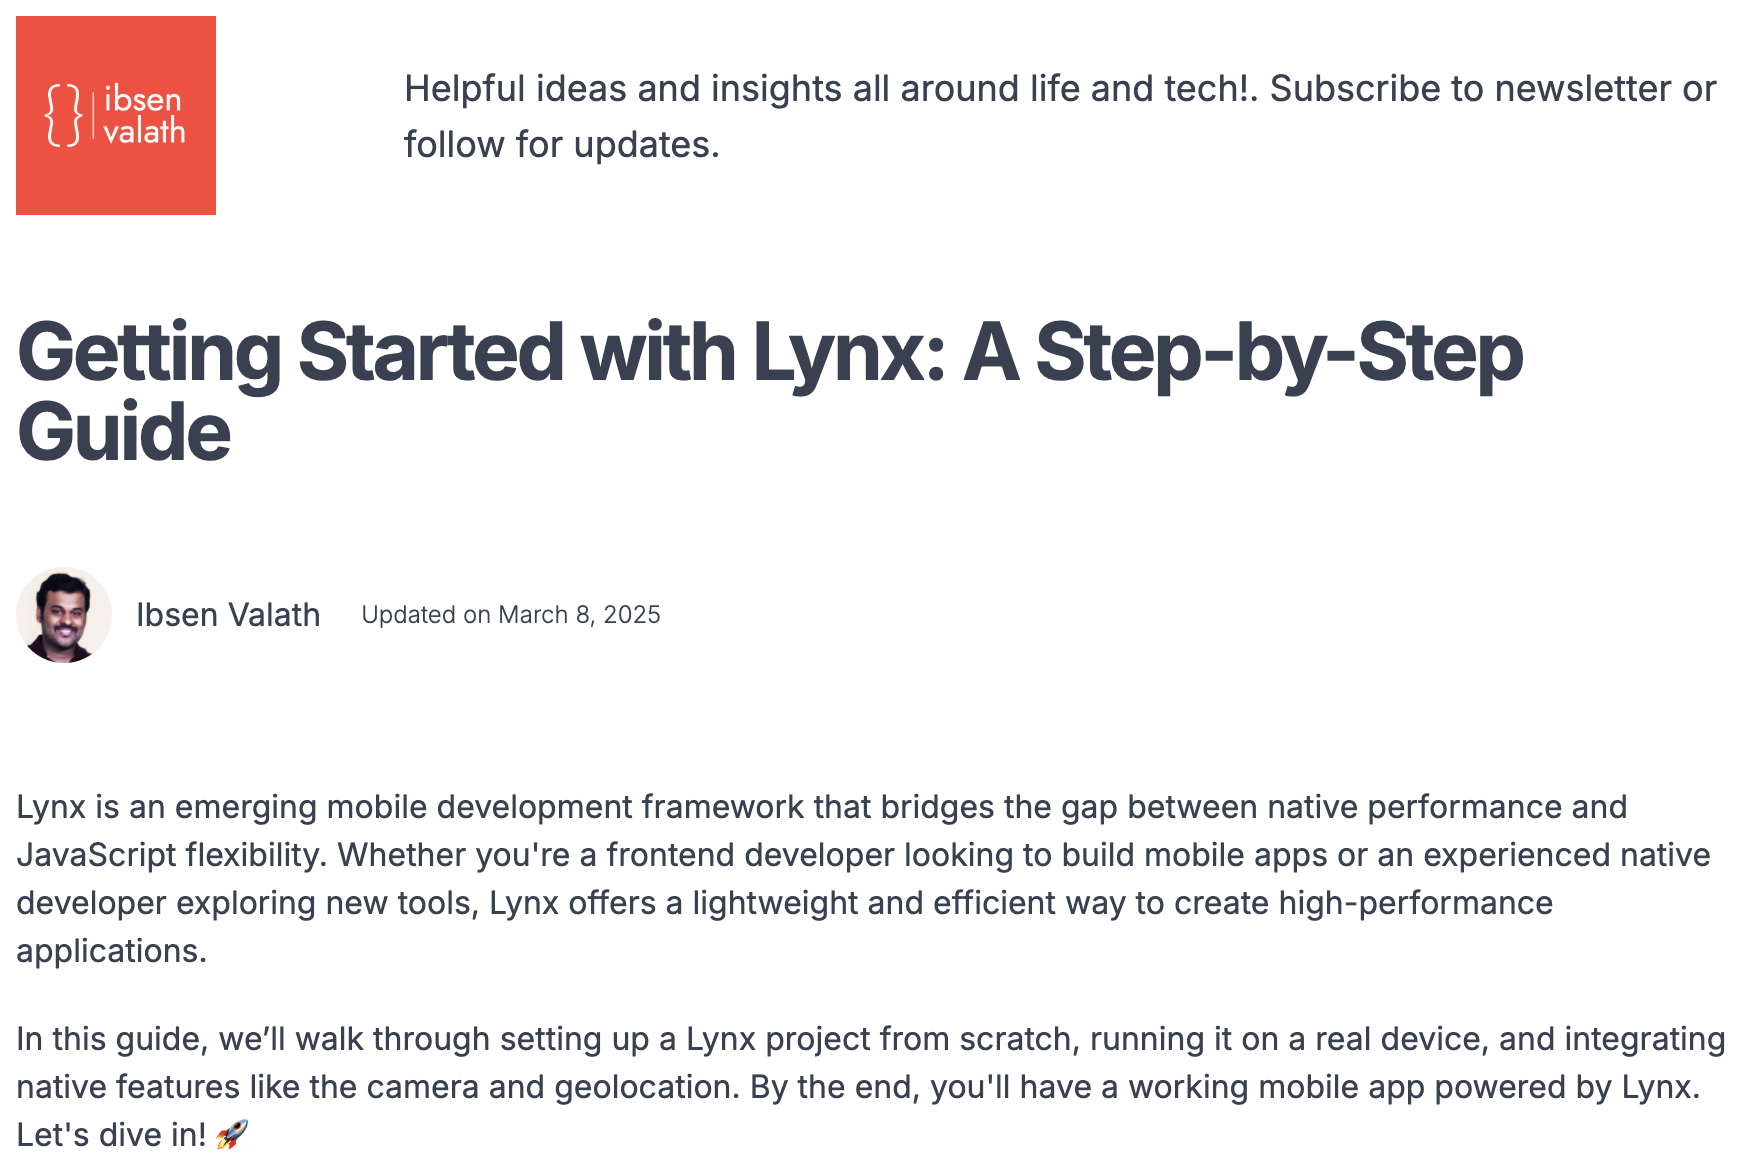 ibsen
valath
Helpful ideas and insights all around life and tech!. Subscribe to newsletter or
follow for updates.
Getting Started with Lynx: A Step-by-Step
Guide
Ibsen Valath Updated on March 8, 2025
Lynx is an emerging mobile development framework that bridges the gap between native performance and
JavaScript flexibility. Whether you're a frontend developer looking to build mobile apps or an experienced native
developer exploring new tools, Lynx offers a lightweight and efficient way to create high-performance
applications.
In this guide, we’ll walk through setting up a Lynx project from scratch, running it on a real device, and integrating
native features like the camera and geolocation. By the end, you'll have a working mobile app powered by Lynx.
Let's dive in! 🚀